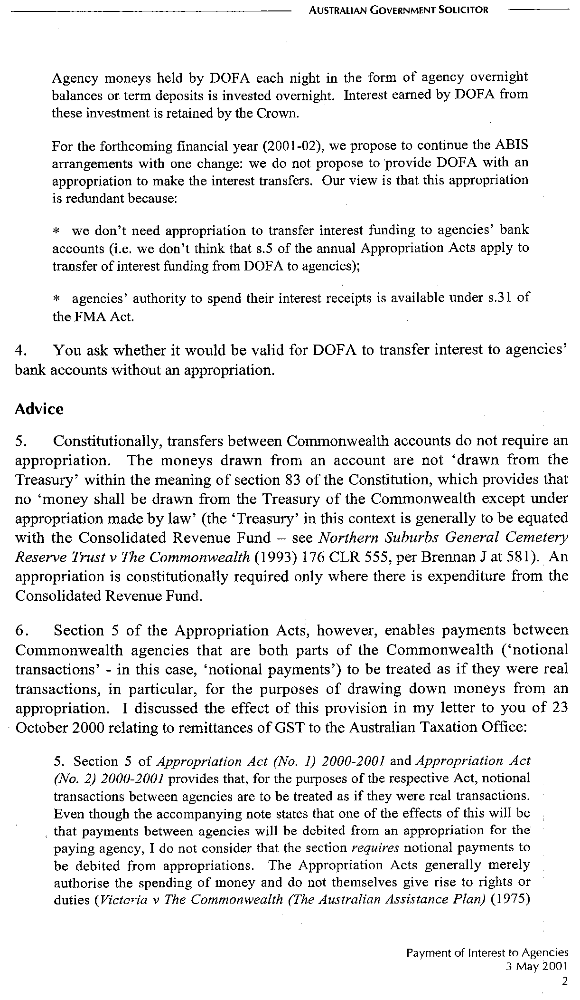 AUSTRALIAN GOVERNMENT SOLICITOR
Agency moneys held by DOFA each night in the form of agency overnight
balances or term deposits is invested overnight. Interest earned by DOFA from
these investment is retained by the Crown.
For the forthcoming financial year (2001-02), we propose to continue the ABIS
arrangements with one change: we do not propose to provide DOFA with an
appropriation to make the interest transfers. Our view is that this appropriation
is redundant because:
* we don't need appropriation to transfer interest funding to agencies' bank
accounts (i.e. we don't think that s.5 of the annual Appropriation Acts apply to
transfer of interest funding from DOFA to agencies);
* agencies' authority to spend their interest receipts is available under s.31 of
the FMA Act.
4. You ask whether it would be valid for DOFA to transfer interest to agencies'
bank accounts without an appropriation.
Advice
5. Constitutionally, transfers between Commonwealth accounts do not require an
appropriation. The moneys drawn from an account are not 'drawn from the
Treasury' within the meaning of section 83 of the Constitution, which provides that
no 'money shall be drawn from the Treasury of the Commonwealth except under
appropriation made by law' (the 'Treasury' in this context is generally to be equated
with the Consolidated Revenue Fund – see Northern Suburbs General Cemetery
Reserve Trust v The Commonwealth (1993) 176 CLR 555, per Brennan J at 581). An
appropriation is constitutionally required only where there is expenditure from the
Consolidated Revenue Fund.
6. Section 5 of the Appropriation Acts, however, enables payments between
Commonwealth agencies that are both parts of the Commonwealth ('notional
transactions' - in this case, 'notional payments') to be treated as if they were real
transactions, in particular, for the purposes of drawing down moneys from an
appropriation. I discussed the effect of this provision in my letter to you of 23
October 2000 relating to remittances of GST to the Australian Taxation Office:
5. Section 5 of Appropriation Act (No. 1) 2000-2001 and Appropriation Act
(No. 2) 2000-2001 provides that, for the purposes of the respective Act, notional
transactions between agencies are to be treated as if they were real transactions.
Even though the accompanying note states that one of the effects of this will be
that payments between agencies will be debited from an appropriation for the
paying agency, I do not consider that the section requires notional payments to
be debited from appropriations. The Appropriation Acts generally merely
authorise the spending of money and do not themselves give rise to rights or
duties (Victoria v The Commonwealth (The Australian Assistance Plan) (1975)
Payment of Interest to Agencies
3 May 2001
2